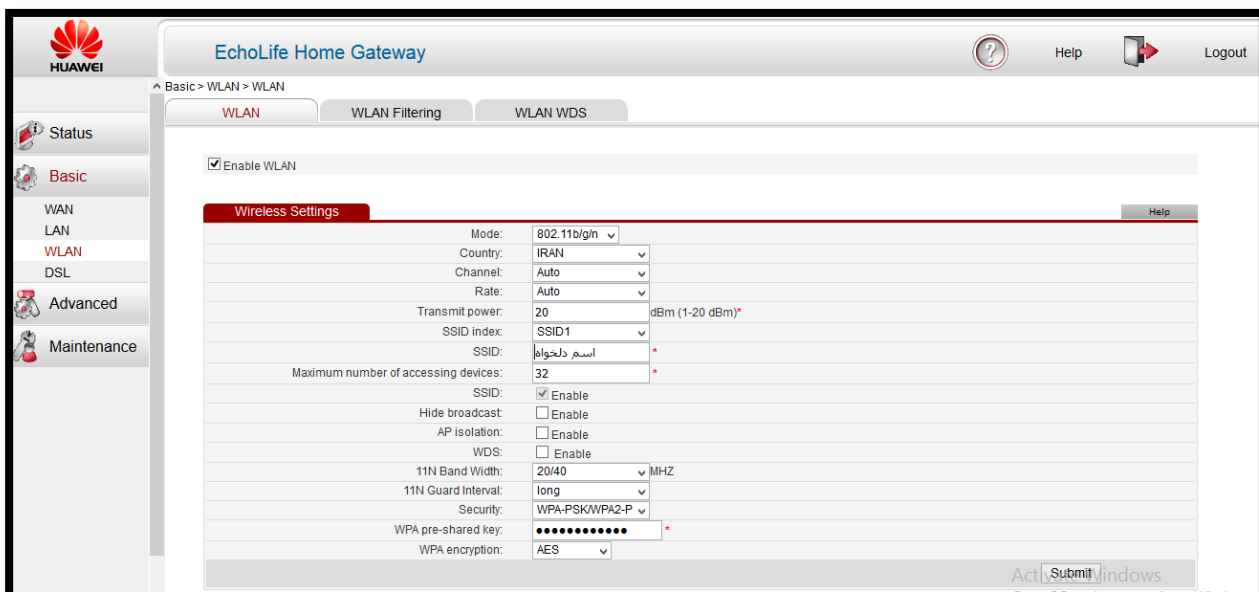 HUAWEI
EchoLife Home Gateway
Help
Logout
Basic > WLAN > WLAN
WLAN
WLAN Filtering
WLAN WDS
Status
Basic
WAN
LAN
WLAN
DSL
Advanced
Maintenance
Enable WLAN
Wireless Settings
Help
Mode: 802.11b/g/n
Country: IRAN
Channel: Auto
Rate: Auto
Transmit power: 20 dBm (1-20 dBm)*
SSID index: SSID1
SSID: اسم دلخواه *
Maximum number of accessing devices: 32 *
SSID: Enable
Hide broadcast: Enable
AP isolation: Enable
WDS: Enable
11N Band Width: 20/40 MHZ
11N Guard Interval: long
Security: WPA-PSK/WPA2-P
WPA pre-shared key: ●●●●●●●●●●●● *
WPA encryption: AES
Submit
Activate Windows